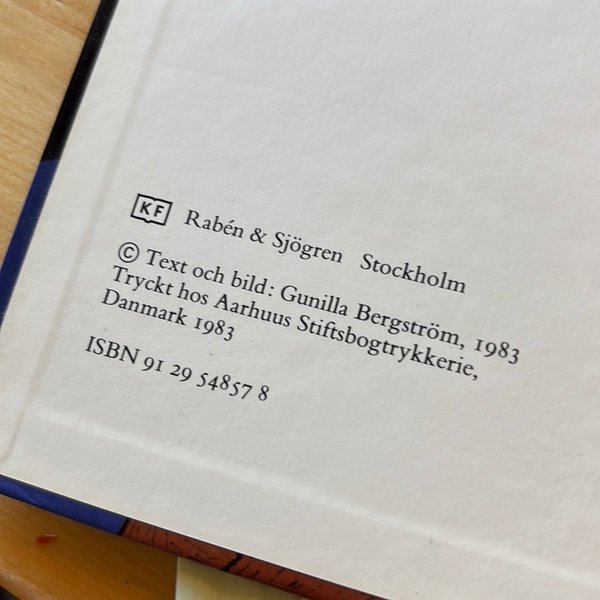 KF Rabén & Sjögren Stockholm
© Text och bild: Gunilla Bergström, 1983
Tryckt hos Aarhuus Stiftsbogtrykkerie,
Danmark 1983
ISBN 91 29 54857 8